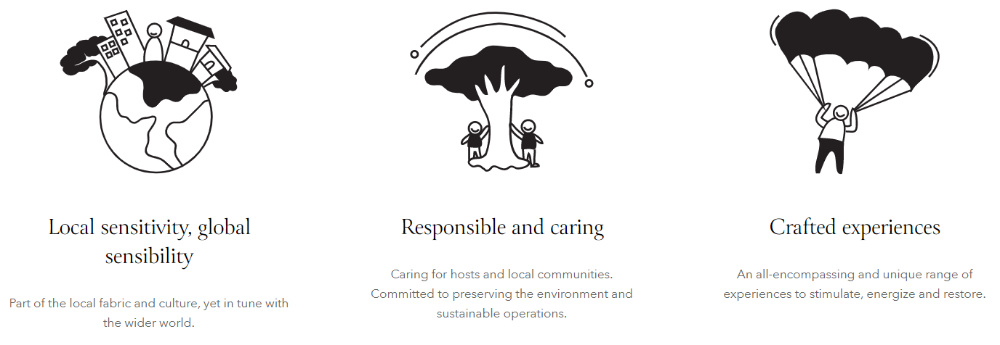 Local sensitivity, global
sensibility
Part of the local fabric and culture, yet in tune with
the wider world.
Responsible and caring
Caring for hosts and local communities.
Committed to preserving the environment and
sustainable operations.
Crafted experiences
An all-encompassing and unique range of
experiences to stimulate, energize and restore.